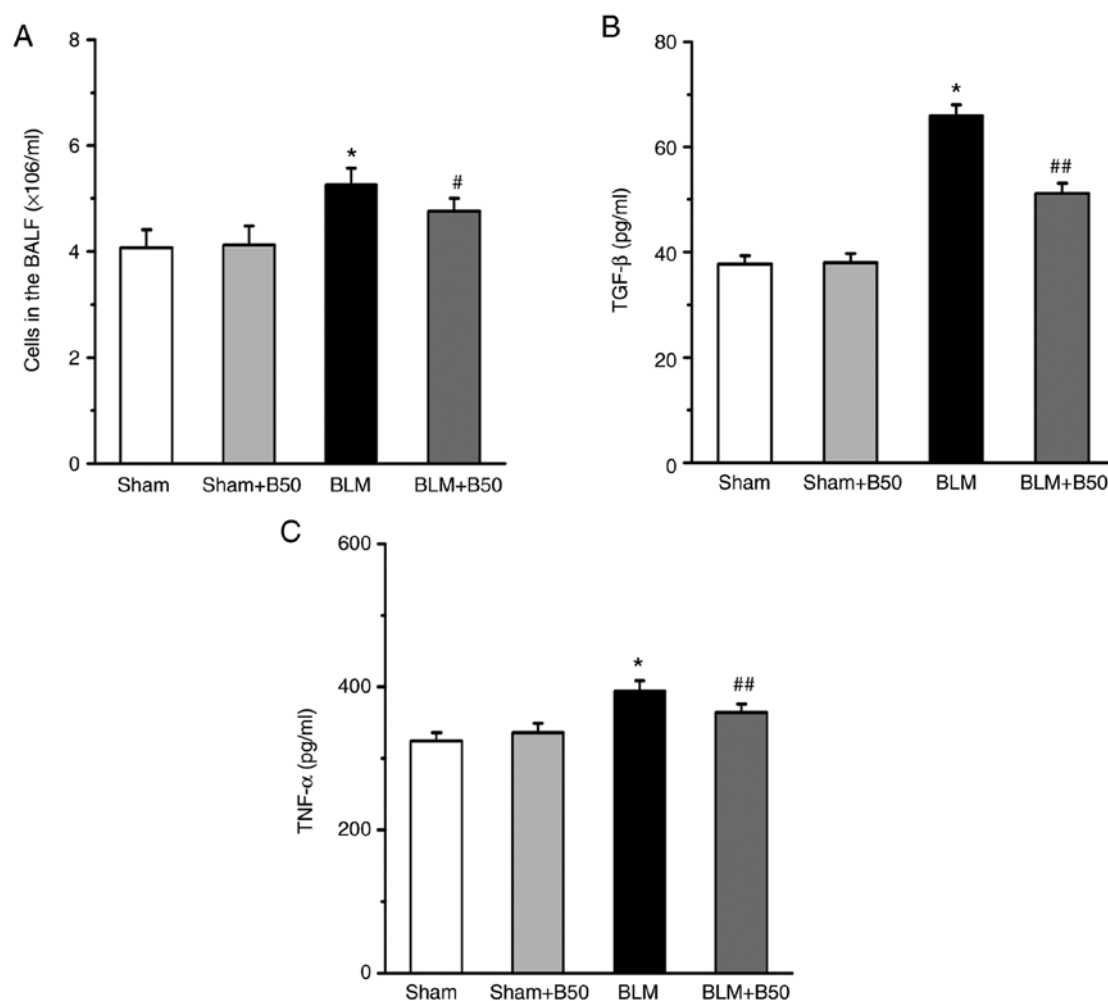 A
Cells in the BALF (×106/ml)
8
6
4
2
0
*
#
Sham Sham+B50 BLM BLM+B50
B
TGF-β (pg/ml)
80
60
40
20
0
*
##
Sham Sham+B50 BLM BLM+B50
C
TNF-α (pg/ml)
600
400
200
0
*
##
Sham Sham+B50 BLM BLM+B50